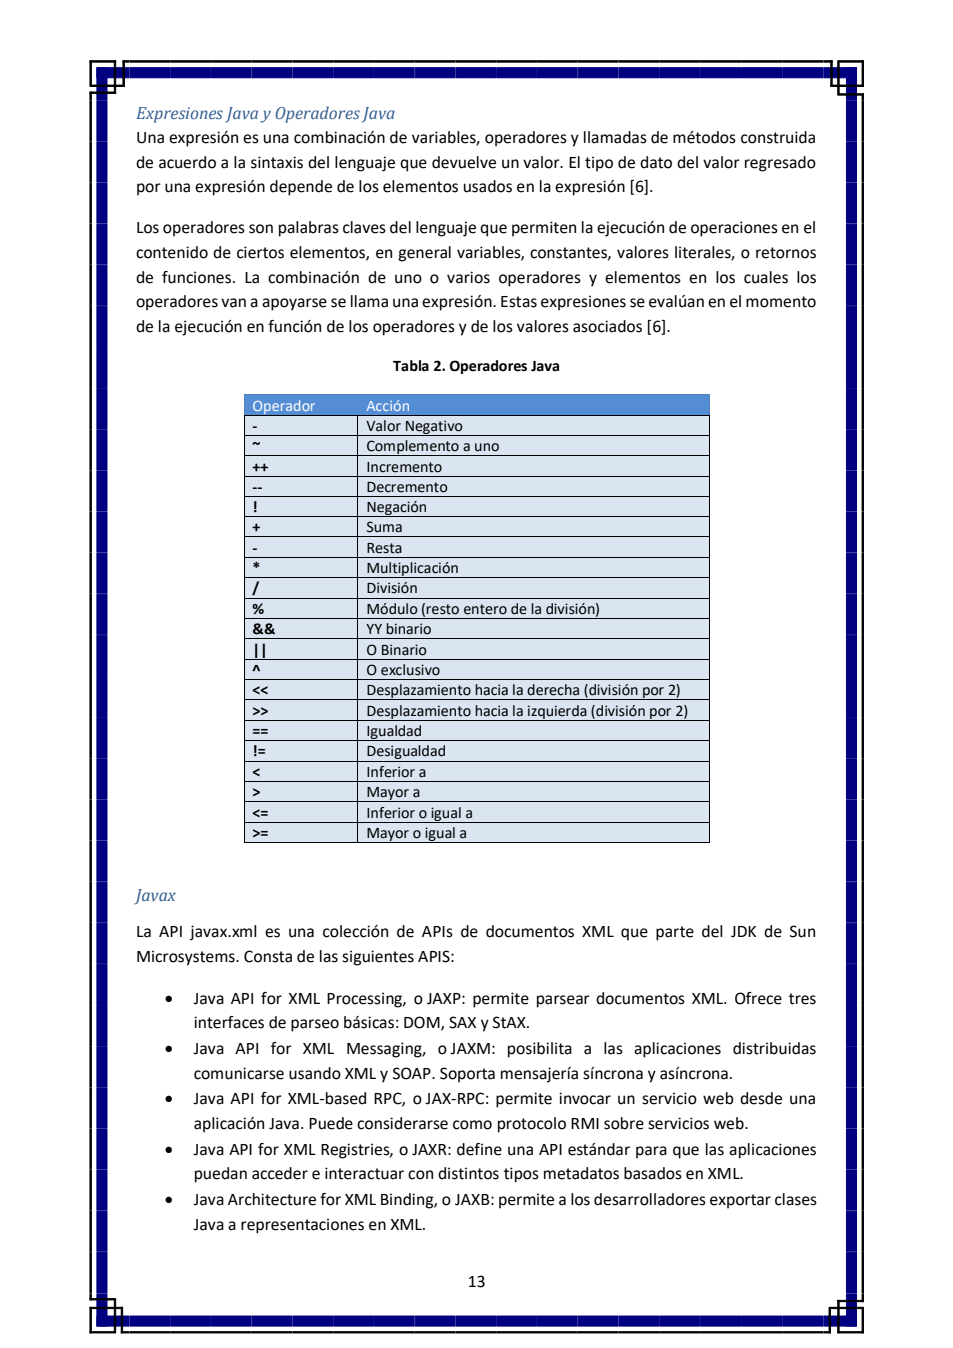 Expresiones Java y Operadores Java
Una expresión es una combinación de variables, operadores y llamadas de métodos construida
de acuerdo a la sintaxis del lenguaje que devuelve un valor. El tipo de dato del valor regresado
por una expresión depende de los elementos usados en la expresión [6].
Los operadores son palabras claves del lenguaje que permiten la ejecución de operaciones en el
contenido de ciertos elementos, en general variables, constantes, valores literales, o retornos
de funciones. La combinación de uno o varios operadores y elementos en los cuales los
operadores van a apoyarse se llama una expresión. Estas expresiones se evalúan en el momento
de la ejecución en función de los operadores y de los valores asociados [6].
Tabla 2. Operadores Java
Operador Acción
- Valor Negativo
~ Complemento a uno
++ Incremento
-- Decremento
! Negación
+ Suma
- Resta
* Multiplicación
/ División
% Módulo (resto entero de la división)
&& YY binario
|| O Binario
^ O exclusivo
<< Desplazamiento hacia la derecha (división por 2)
>> Desplazamiento hacia la izquierda (división por 2)
== Igualdad
!= Desigualdad
< Inferior a
> Mayor a
<= Inferior o igual a
>= Mayor o igual a
Javax
La API javax.xml es una colección de APIs de documentos XML que parte del JDK de Sun
Microsystems. Consta de las siguientes APIS:
• Java API for XML Processing, o JAXP: permite parsear documentos XML. Ofrece tres
interfaces de parseo básicas: DOM, SAX y StAX.
• Java API for XML Messaging, o JAXM: posibilita a las aplicaciones distribuidas
comunicarse usando XML y SOAP. Soporta mensajería síncrona y asíncrona.
• Java API for XML-based RPC, o JAX-RPC: permite invocar un servicio web desde una
aplicación Java. Puede considerarse como protocolo RMI sobre servicios web.
• Java API for XML Registries, o JAXR: define una API estándar para que las aplicaciones
puedan acceder e interactuar con distintos tipos metadatos basados en XML.
• Java Architecture for XML Binding, o JAXB: permite a los desarrolladores exportar clases
Java a representaciones en XML.
13